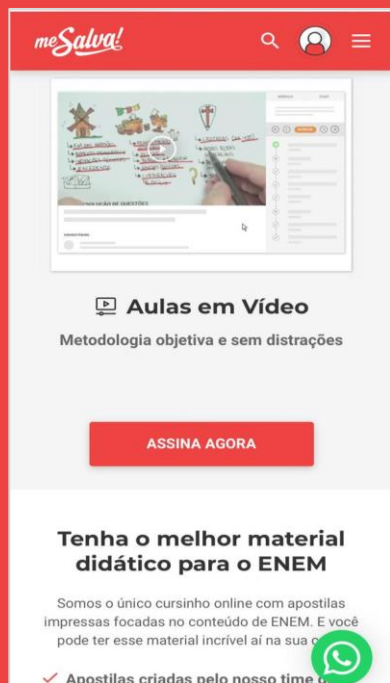 me Salva!
Aulas em Vídeo
Metodologia objetiva e sem distrações
ASSINA AGORA
Tenha o melhor material
didático para o ENEM
Somos o único cursinho online com apostilas
impressas focadas no conteúdo de ENEM. E você
pode ter esse material incrível aí na sua
Apostilas criadas pelo nosso time